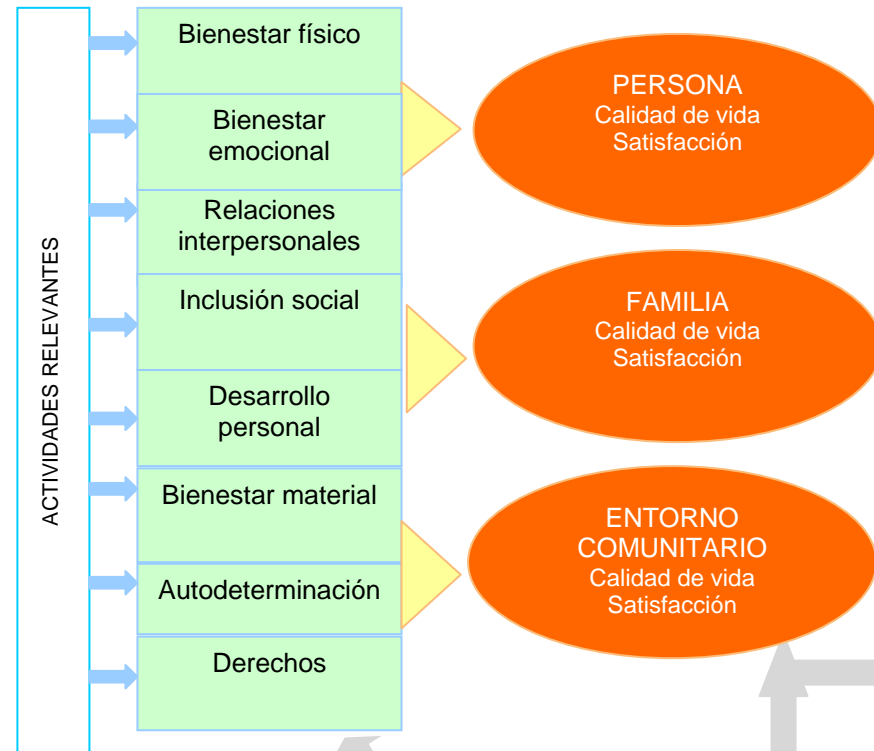 ACTIVIDADES RELEVANTES
Bienestar físico
Bienestar
emocional
Relaciones
interpersonales
Inclusión social
Desarrollo
personal
Bienestar material
Autodeterminación
Derechos
PERSONA
Calidad de vida
Satisfacción
FAMILIA
Calidad de vida
Satisfacción
ENTORNO
COMUNITARIO
Calidad de vida
Satisfacción